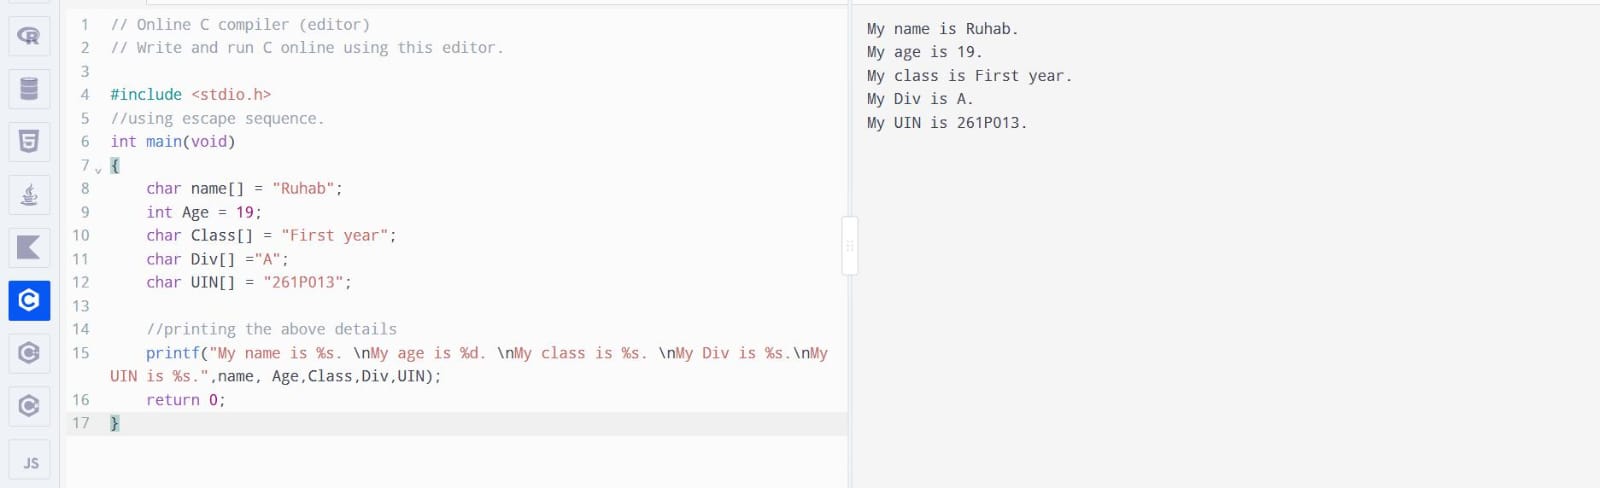 1 // Online C compiler (editor)
2 // Write and run C online using this editor.
3
4 #include <stdio.h>
5 //using escape sequence.
6 int main(void)
7 {
8     char name[] = "Ruhab";
9     int Age = 19;
10     char Class[] = "First year";
11     char Div[] ="A";
12     char UIN[] = "261P013";
13
14     //printing the above details
15     printf("My name is %s. \nMy age is %d. \nMy class is %s. \nMy Div is %s.\nMy
UIN is %s.",name, Age,Class,Div,UIN);
16     return 0;
17 }
My name is Ruhab.
My age is 19.
My class is First year.
My Div is A.
My UIN is 261P013.
R
5
C
C
C
JS